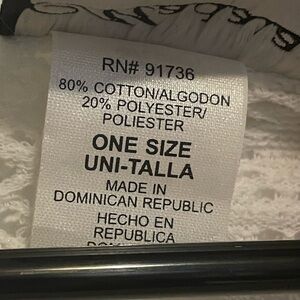 RN# 91736
80% COTTON/ALGODON
20% POLYESTER/
POLIESTER
ONE SIZE
UNI-TALLA
MADE IN
DOMINICAN REPUBLIC
HECHO EN
REPUBLICA